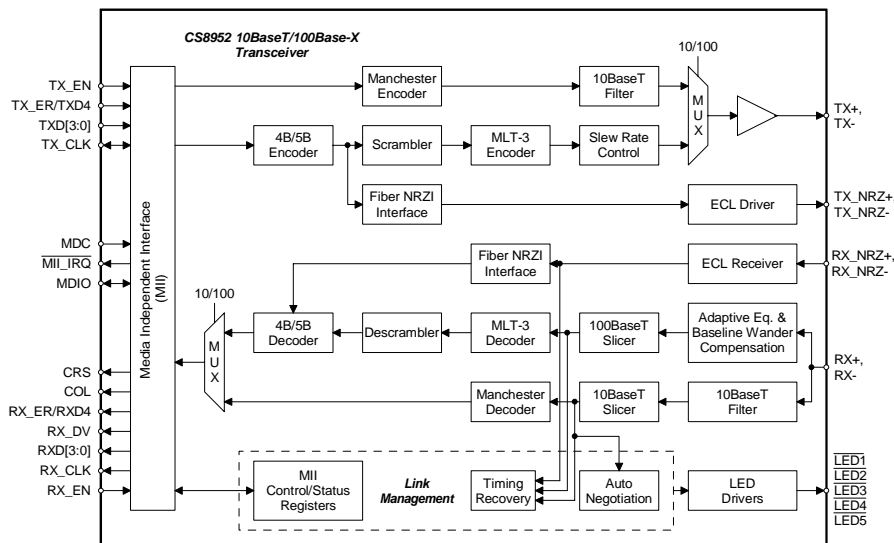 CS8952 10BaseT/100Base-X
Transceiver
10/100
TX_EN
TX_ER/TXD4
TXD[3:0]
TX_CLK
Manchester
Encoder
10BaseT
Filter
M
U
X
TX+,
TX-
4B/5B
Encoder
Scrambler
MLT-3
Encoder
Slew Rate
Control
Fiber NRZI
Interface
ECL Driver
TX_NRZ+,
TX_NRZ-
MDC
MII_IRQ
MDIO
Media Independent Interface
(MII)
Fiber NRZI
Interface
ECL Receiver
RX_NRZ+,
RX_NRZ-
10/100
M
U
X
4B/5B
Decoder
Descrambler
MLT-3
Decoder
100BaseT
Slicer
Adaptive Eq. &
Baseline Wander
Compensation
RX+,
RX-
CRS
COL
RX_ER/RXD4
RX_DV
RXD[3:0]
RX_CLK
RX_EN
Manchester
Decoder
10BaseT
Slicer
10BaseT
Filter
MII
Control/Status
Registers
Link
Management
Timing
Recovery
Auto
Negotiation
LED
Drivers
LED1
LED2
LED3
LED4
LED5